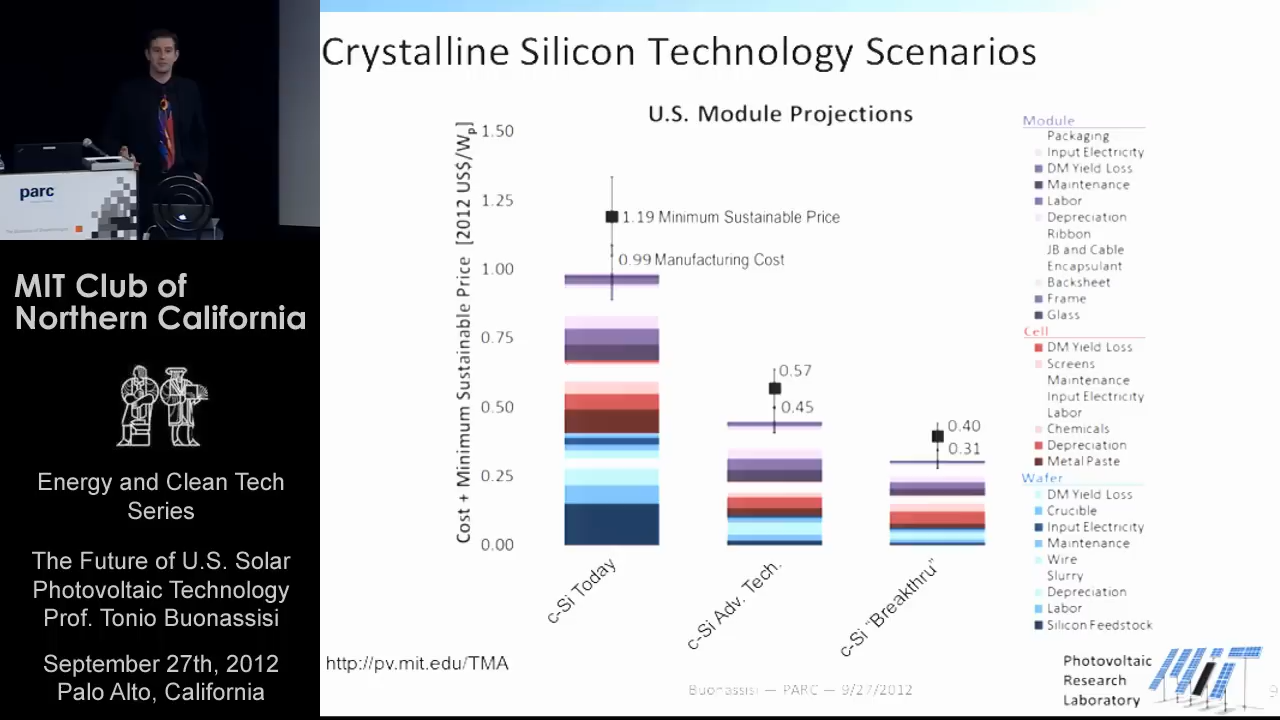 parc
MIT Club of
Northern California
Energy and Clean Tech
Series
The Future of U.S. Solar
Photovoltaic Technology
Prof. Tonio Buonassisi
September 27th, 2012
Palo Alto, California
Crystalline Silicon Technology Scenarios
U.S. Module Projections
Cost + Minimum Sustainable Price [2012 US$/Wp]
1.50
1.25
1.00
0.75
0.50
0.25
0.00
1.19 Minimum Sustainable Price
0.99 Manufacturing Cost
0.57
0.45
0.40
0.31
c-Si Today
c-Si Adv. Tech.
c-Si "Breakthru"
Module
Packaging
Input Electricity
DM Yield Loss
Maintenance
Labor
Depreciation
Ribbon
JB and Cable
Encapsulant
Backsheet
Frame
Glass
Cell
DM Yield Loss
Screens
Maintenance
Input Electricity
Labor
Chemicals
Depreciation
Metal Paste
Wafer
DM Yield Loss
Crucible
Input Electricity
Maintenance
Wire
Slurry
Depreciation
Labor
Silicon Feedstock
http://pv.mit.edu/TMA
Buonassisi — PARC — 9/27/2012
Photovoltaic
Research
Laboratory
MIT
9